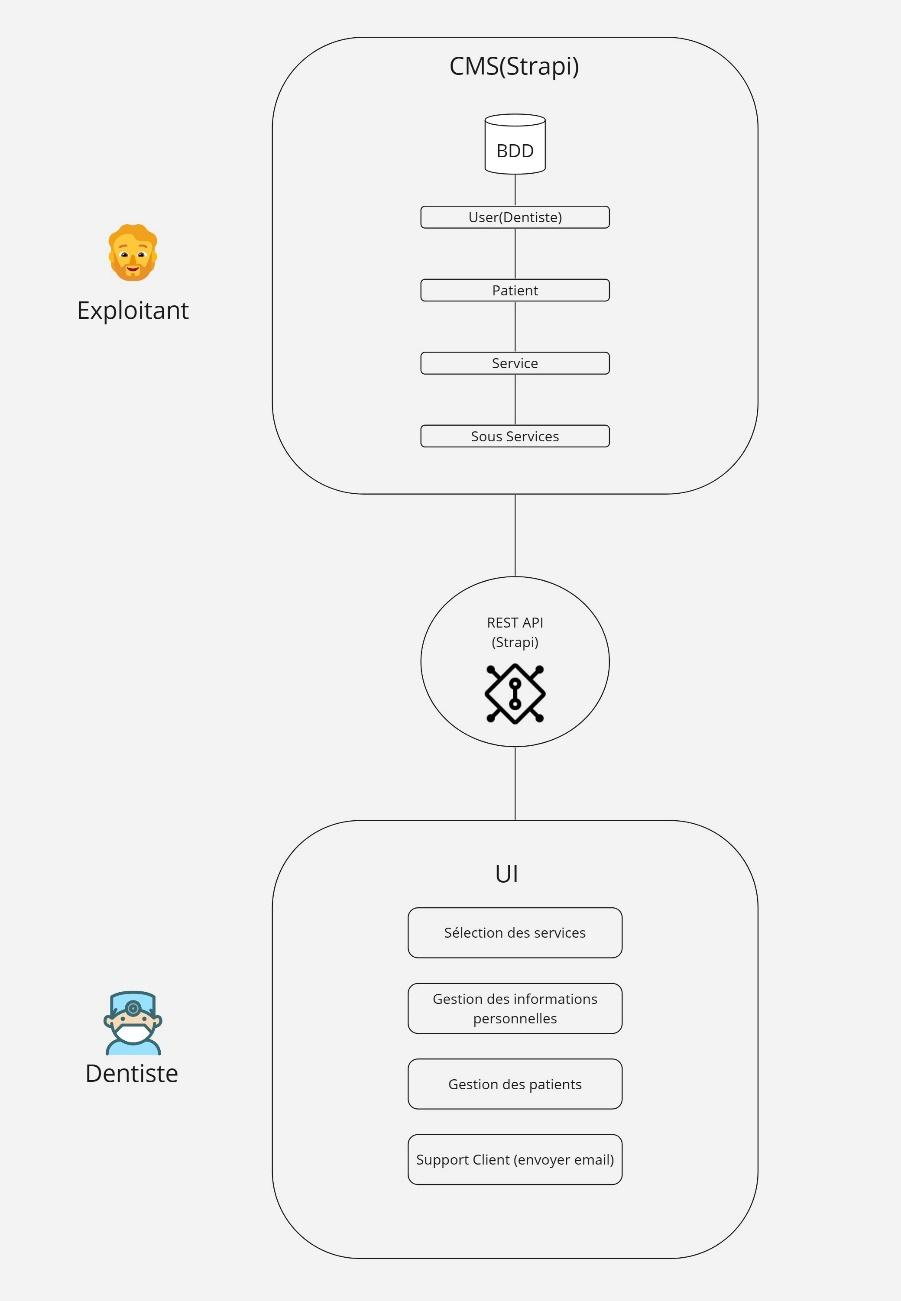 CMS(Strapi)
BDD
User(Dentiste)
Exploitant
Patient
Service
Sous Services
REST API
(Strapi)
UI
Sélection des services
Gestion des informations
personnelles
Dentiste
Gestion des patients
Support Client (envoyer email)